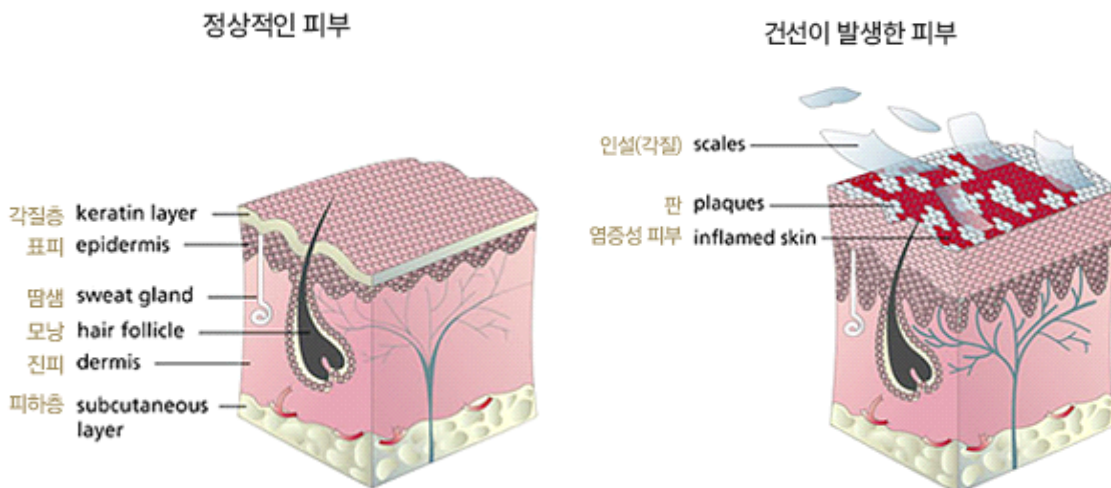 정상적인 피부
각질층 keratin layer
표피 epidermis
땀샘 sweat gland
모낭 hair follicle
진피 dermis
피하층 subcutaneous
layer
건선이 발생한 피부
인설(각질) scales
판 plaques
염증성 피부 inflamed skin